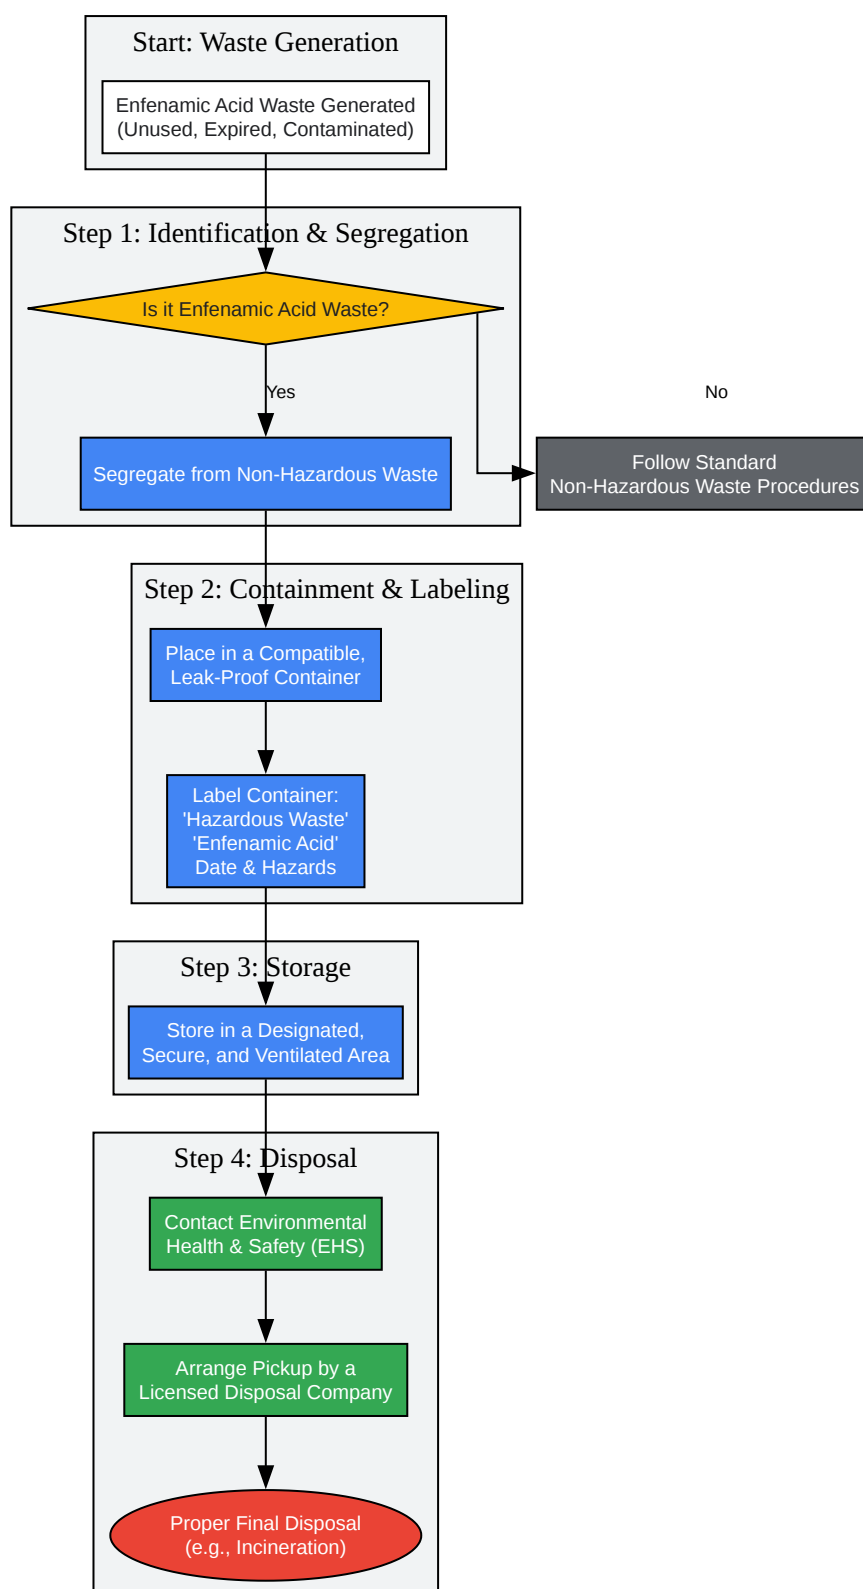 Start: Waste Generation
Enfenamic Acid Waste Generated
(Unused, Expired, Contaminated)
Step 1: Identification & Segregation
Is it Enfenamic Acid Waste?
Yes
No
Segregate from Non-Hazardous Waste
Follow Standard
Non-Hazardous Waste Procedures
Step 2: Containment & Labeling
Place in a Compatible,
Leak-Proof Container
Label Container:
'Hazardous Waste'
'Enfenamic Acid'
Date & Hazards
Step 3: Storage
Store in a Designated,
Secure, and Ventilated Area
Step 4: Disposal
Contact Environmental
Health & Safety (EHS)
Arrange Pickup by a
Licensed Disposal Company
Proper Final Disposal
(e.g., Incineration)